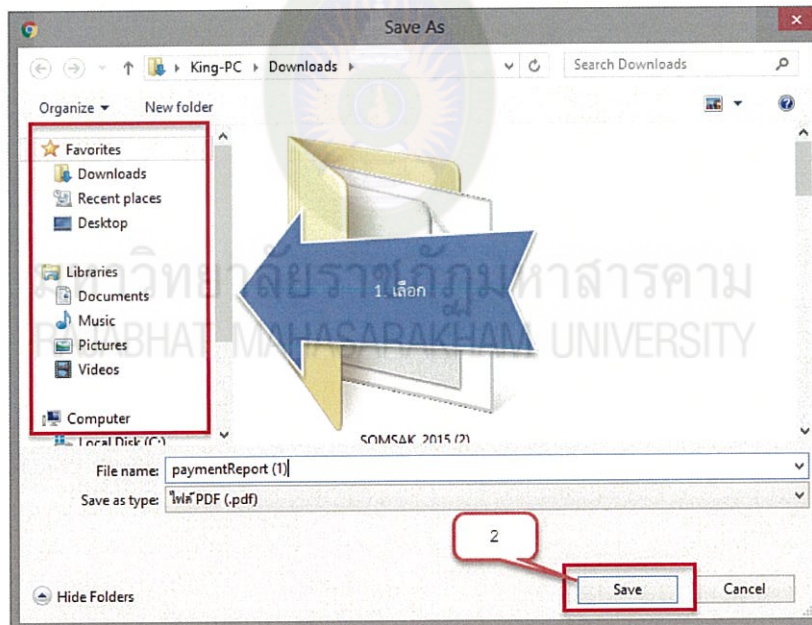 Save As
King-PC Downloads
Search Downloads
Organize New folder
Favorites
Downloads
Recent places
Desktop
Libraries
Documents
Music
Pictures
Videos
Computer
Local Disk (C:)
1. เลือก
มหาวิทยาลัยราชภัฏมหาสารคาม
RAJABHAT MAHASARAKHAM UNIVERSITY
SOMSAK_2015 (2)
File name: paymentReport (1)
Save as type: ไฟล์ PDF (.pdf)
2
Hide Folders
Save Cancel